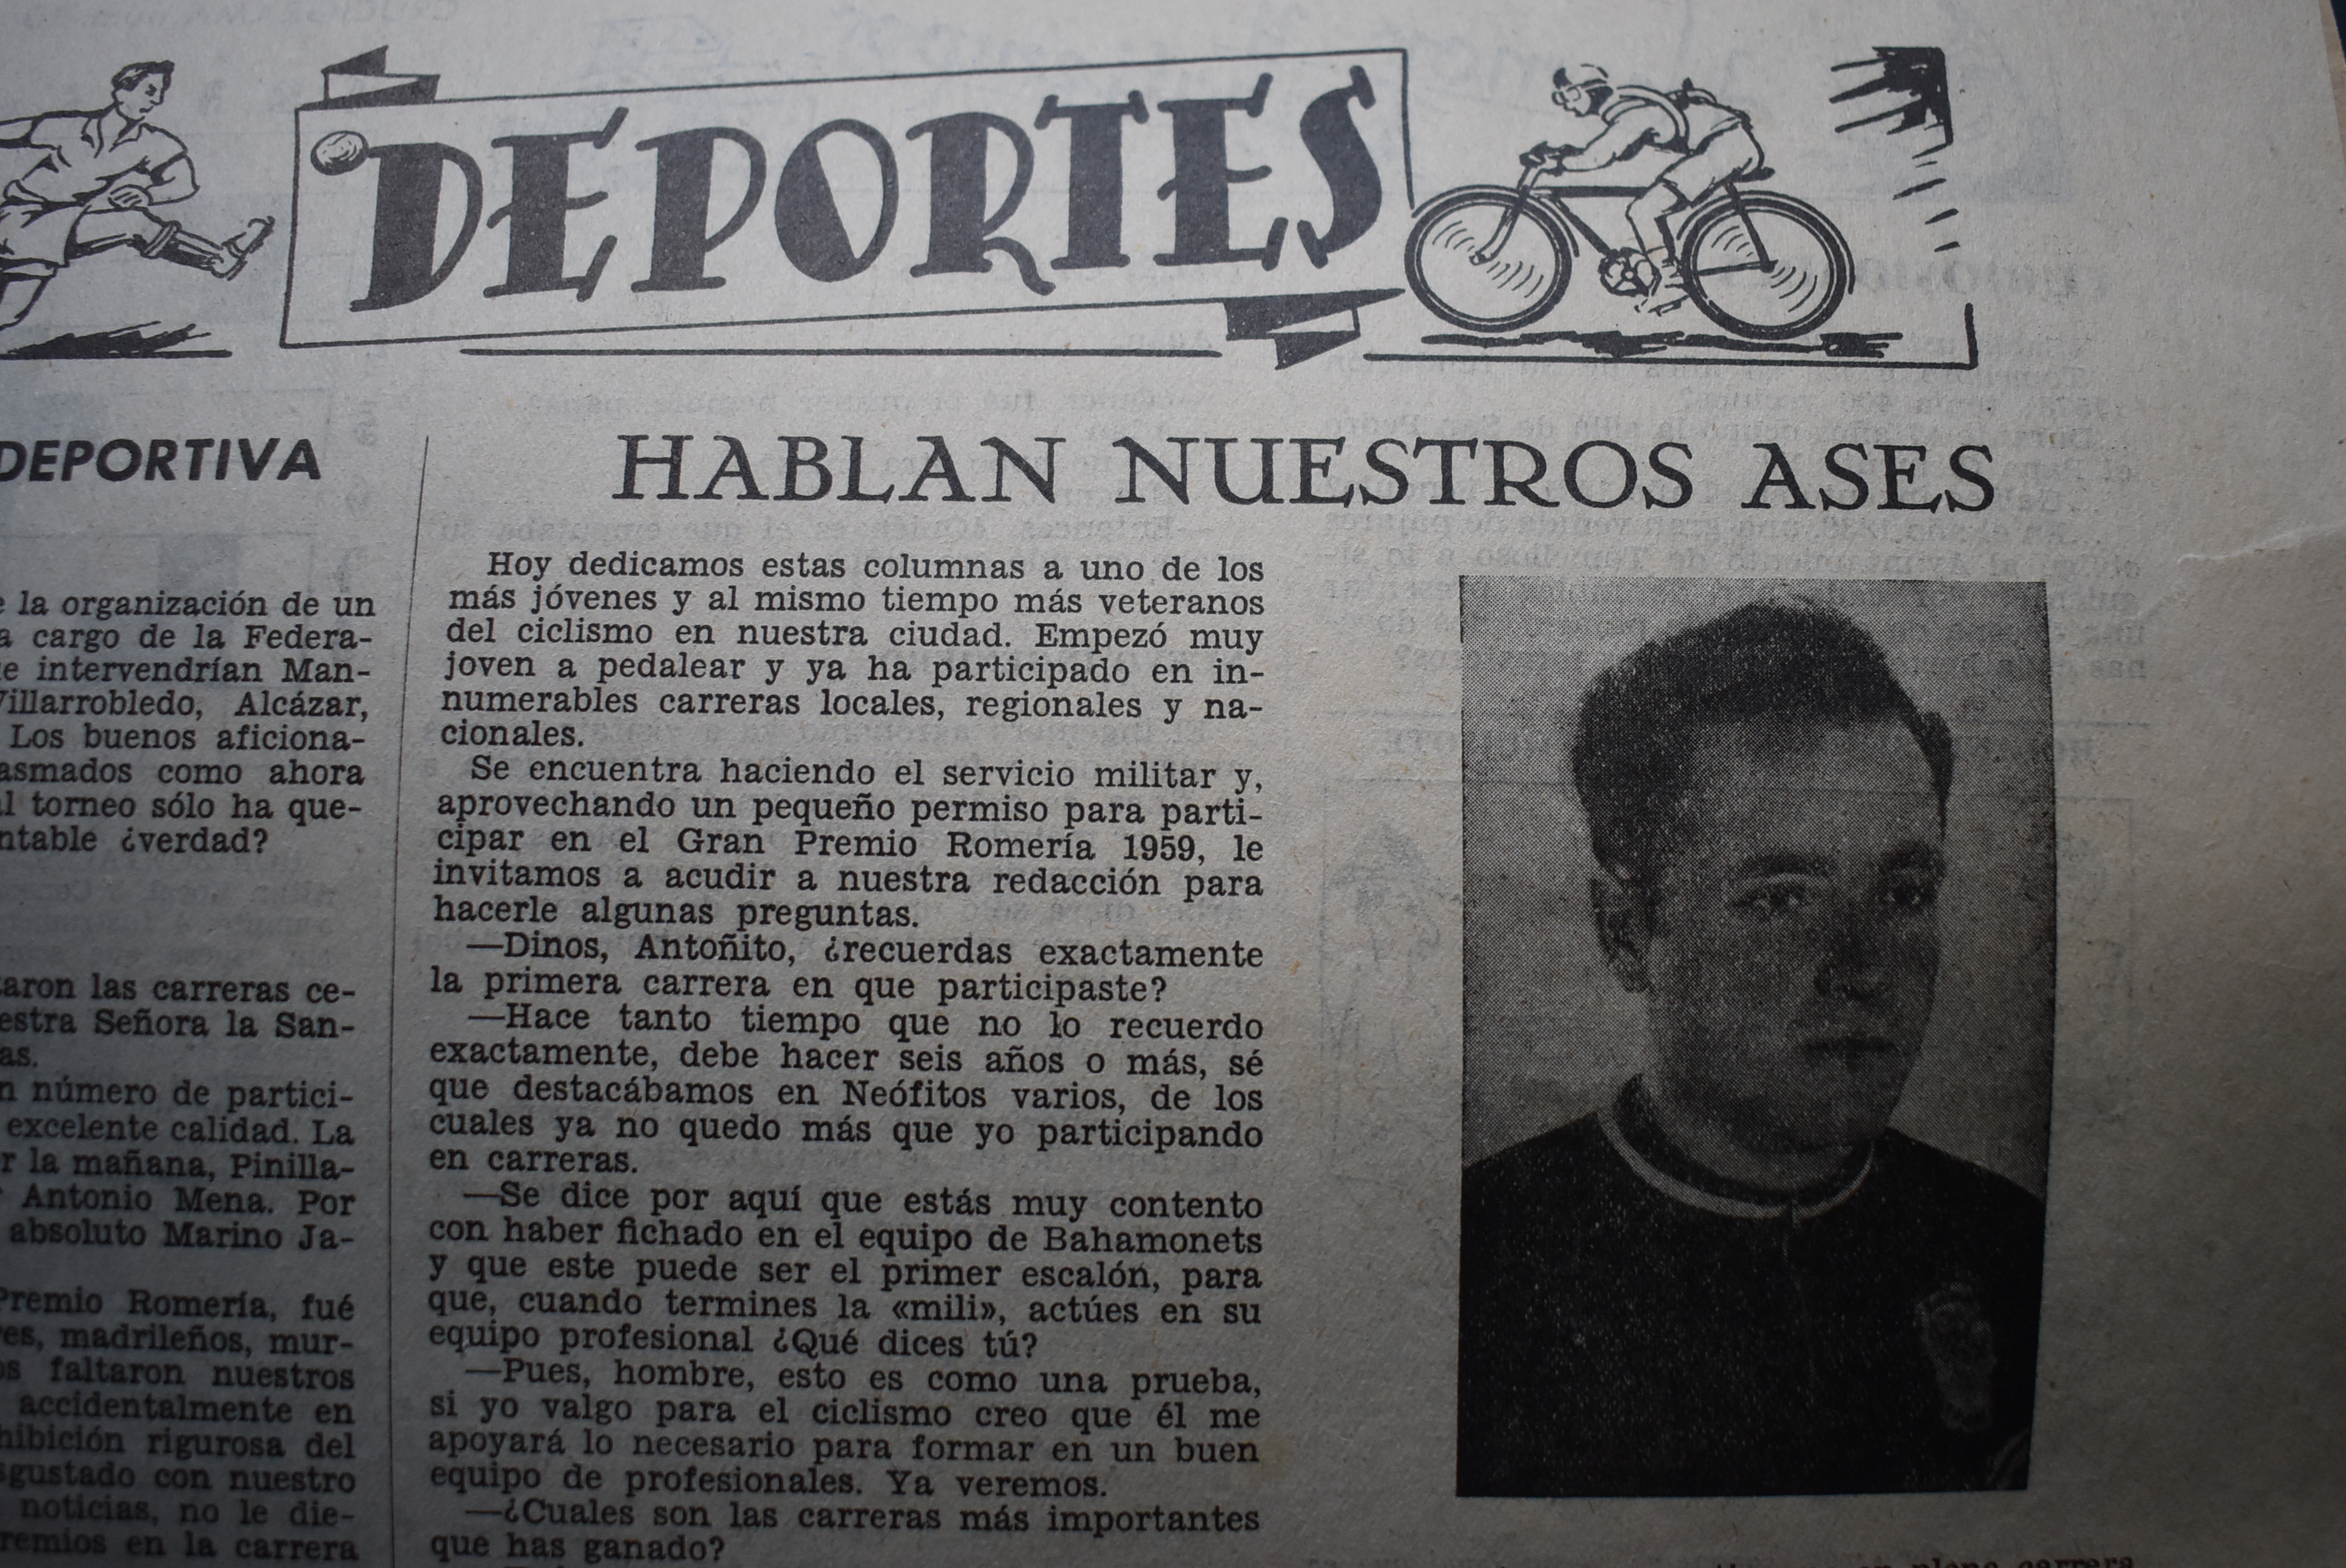 DEPORTES
DEPORTIVA
la organización de un
a cargo de la Federa-
intervendrían Man-
Villarrobledo, Alcázar,
Los buenos aficiona-
como ahora
torneo sólo ha que-
¿verdad?
las carreras ce-
Señora la San-
número de partici-
excelente calidad. La
la mañana, Pinilla-
Antonio Mena. Por
absoluto Marino Ja-
Premio Romería, fué
madrileños, mur-
faltaron nuestros
accidentalmente en
rigurosa del
con nuestro
noticias, no le die-
en la carrera
HABLAN NUESTROS ASES
Hoy dedicamos estas columnas a uno de los
más jóvenes y al mismo tiempo más veteranos
del ciclismo en nuestra ciudad. Empezó muy
joven a pedalear y ya ha participado en in-
numerables carreras locales, regionales y na-
cionales.
Se encuentra haciendo el servicio militar y,
aprovechando un pequeño permiso para parti-
cipar en el Gran Premio Romería 1959, le
invitamos a acudir a nuestra redacción para
hacerle algunas preguntas.
—Dinos, Antoñito, ¿recuerdas exactamente
la primera carrera en que participaste?
—Hace tanto tiempo que no lo recuerdo
exactamente, debe hacer seis años o más, sé
que destacábamos en Neófitos varios, de los
cuales ya no quedo más que yo participando
en carreras.
—Se dice por aquí que estás muy contento
con haber fichado en el equipo de Bahamonets
y que este puede ser el primer escalón, para
que, cuando termines la «mili», actúes en su
equipo profesional ¿Qué dices tú?
—Pues, hombre, esto es como una prueba,
si yo valgo para el ciclismo creo que él me
apoyará lo necesario para formar en un buen
equipo de profesionales. Ya veremos.
—¿Cuales son las carreras más importantes
que has ganado?
plena carrera